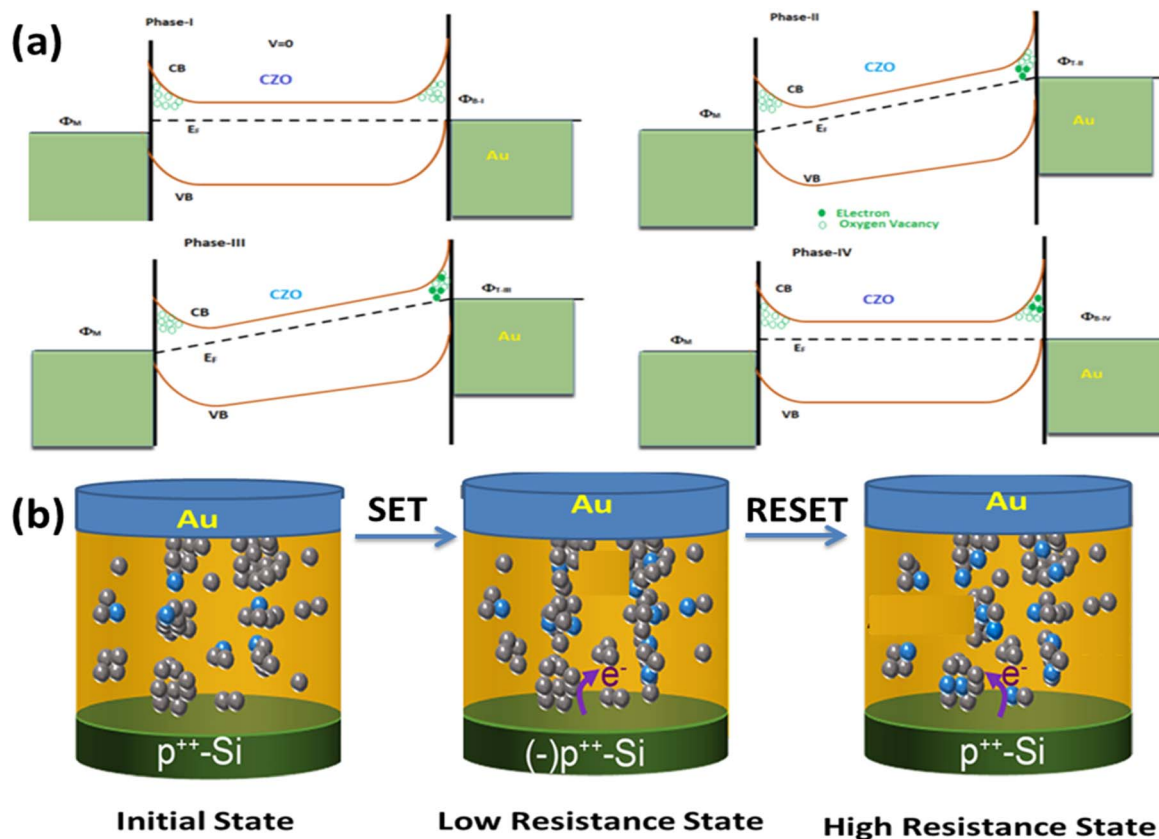 (a)
Phase-I
V=0
CB
CZO
ΦM
ΦB-I
EF
Au
VB
Phase-II
CZO
CB
ΦT-II
ΦM
EF
Au
VB
ELectron
Oxygen Vacancy
Phase-III
CZO
CB
ΦT-III
ΦM
Au
EF
VB
Phase-IV
CB
CZO
ΦB-IV
ΦM
EF
Au
VB
(b)
Au
SET
Au
RESET
Au
e-
e-
p++-Si
(-)p++-Si
p++-Si
Initial State
Low Resistance State
High Resistance State